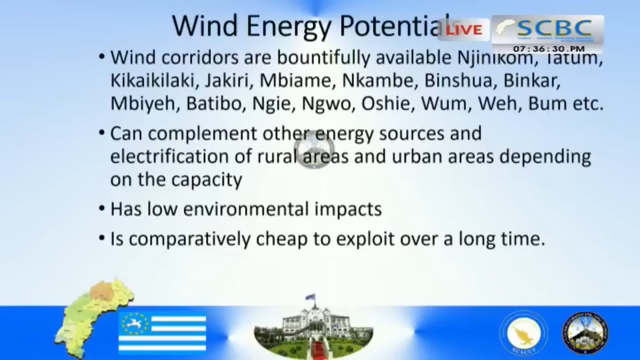 Wind Energy Potentials
LIVE
SCBC
07:36:30 PM
• Wind corridors are bountifully available Njinikom, Tatum,
Kikaikilaki, Jakiri, Mbiame, Nkambe, Binshua, Binkar,
Mbiyeh, Batibo, Ngie, Ngwo, Oshie, Wum, Weh, Bum etc.
• Can complement other energy sources and
electrification of rural areas and urban areas depending
on the capacity
• Has low environmental impacts
• Is comparatively cheap to exploit over a long time.